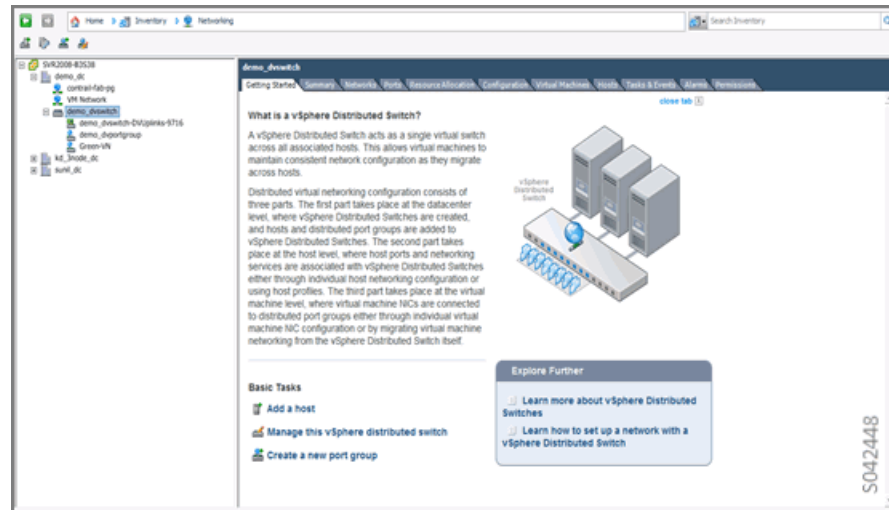 Home Inventory Networking
Search Inventory
SVR2008-B3S38
demo_dc
contrail-fab-pg
VM Network
demo_dvswitch
demo_dvswitch-DVUplinks-9716
demo_dvportgroup
Green-VN
kd_3node_dc
sunil_dc
demo_dvswitch
Getting Started Summary Networks Ports Resource Allocation Configuration Virtual Machines Hosts Tasks & Events Alarms Permissions
close tab
What is a vSphere Distributed Switch?
A vSphere Distributed Switch acts as a single virtual switch
across all associated hosts. This allows virtual machines to
maintain consistent network configuration as they migrate
across hosts.
Distributed virtual networking configuration consists of
three parts. The first part takes place at the datacenter
level, where vSphere Distributed Switches are created,
and hosts and distributed port groups are added to
vSphere Distributed Switches. The second part takes
place at the host level, where host ports and networking
services are associated with vSphere Distributed Switches
either through individual host networking configuration or
using host profiles. The third part takes place at the virtual
machine level, where virtual machine NICs are connected
to distributed port groups either through individual virtual
machine NIC configuration or by migrating virtual machine
networking from the vSphere Distributed Switch itself.
vSphere
Distributed
Switch
Basic Tasks
Add a host
Manage this vSphere distributed switch
Create a new port group
Explore Further
Learn more about vSphere Distributed
Switches
Learn how to set up a network with a
vSphere Distributed Switch
S042448